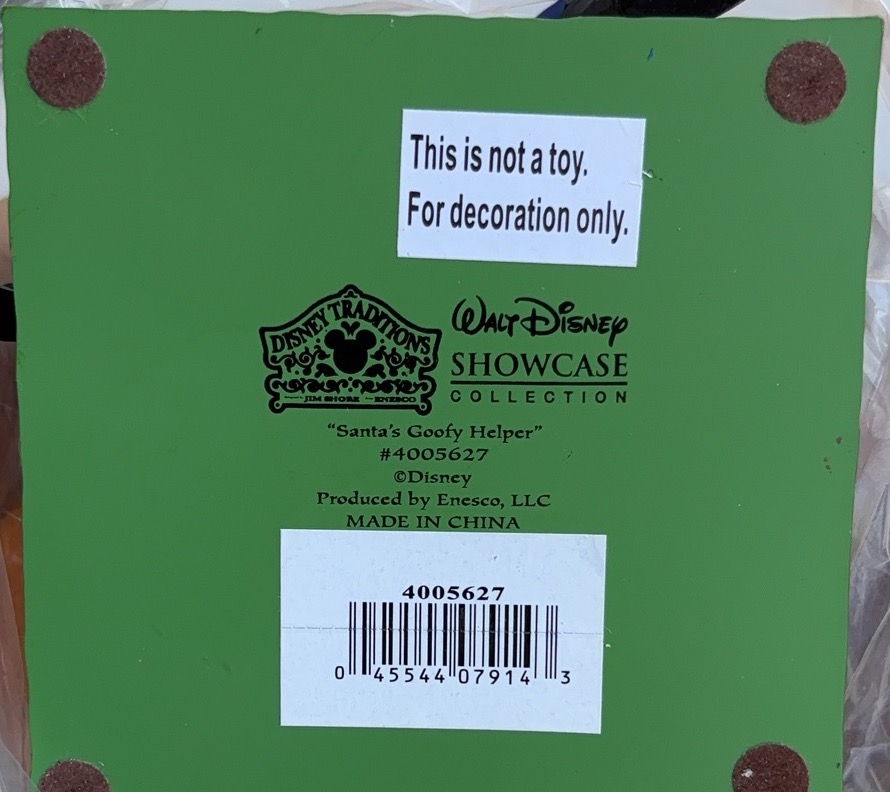 This is not a toy.
For decoration only.
DISNEY TRADITIONS
JIM SHORE ENESCO
WALT DISNEY
SHOWCASE
COLLECTION
"Santa's Goofy Helper"
#4005627
©Disney
Produced by Enesco, LLC
MADE IN CHINA
4005627
0 45544 07914 3